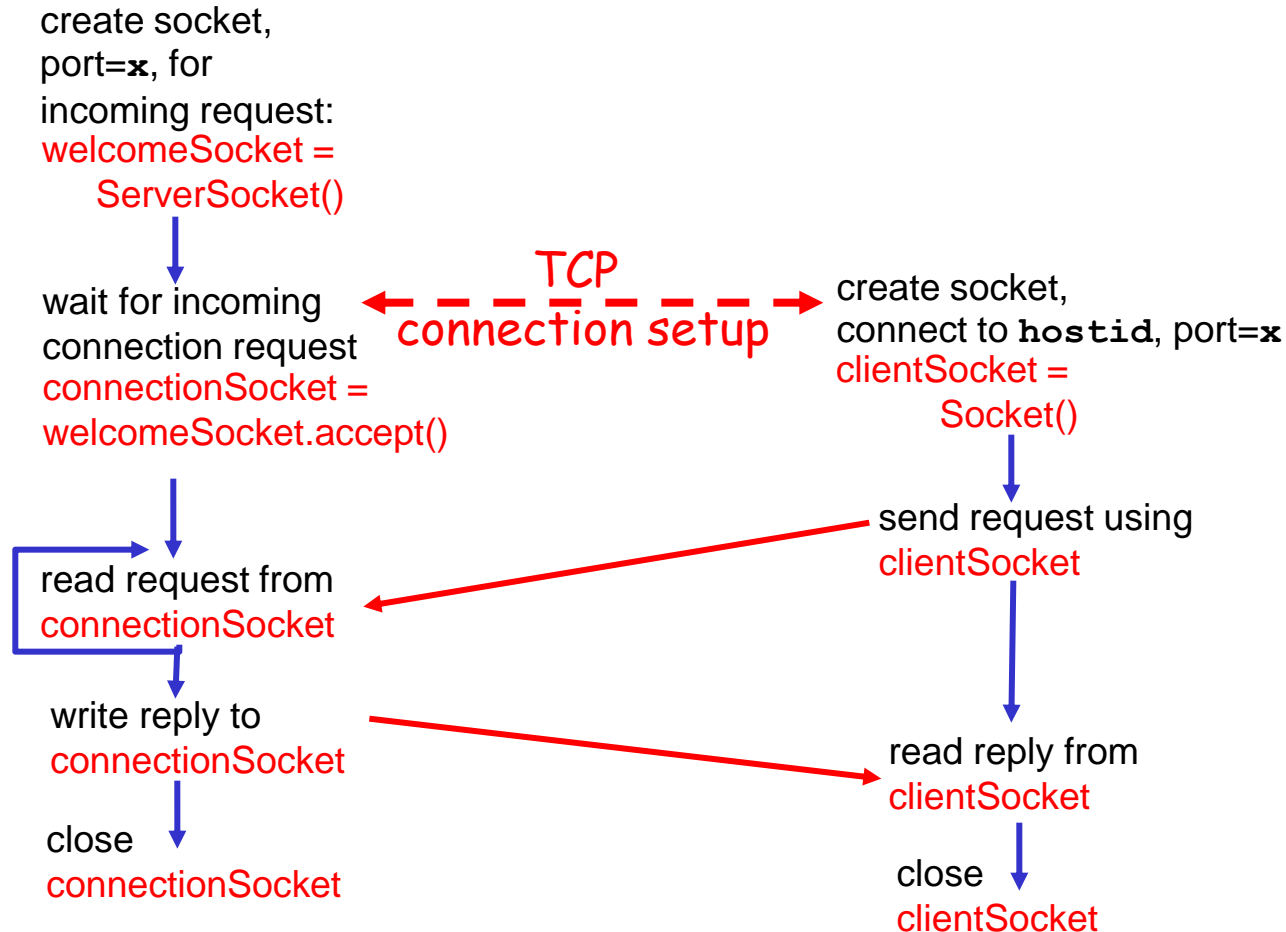 create socket,
port=x, for
incoming request:
welcomeSocket =
ServerSocket()
wait for incoming
connection request
connectionSocket =
welcomeSocket.accept()
TCP
connection setup
create socket,
connect to hostid, port=x
clientSocket =
Socket()
send request using
clientSocket
read request from
connectionSocket
write reply to
connectionSocket
read reply from
clientSocket
close
connectionSocket
close
clientSocket